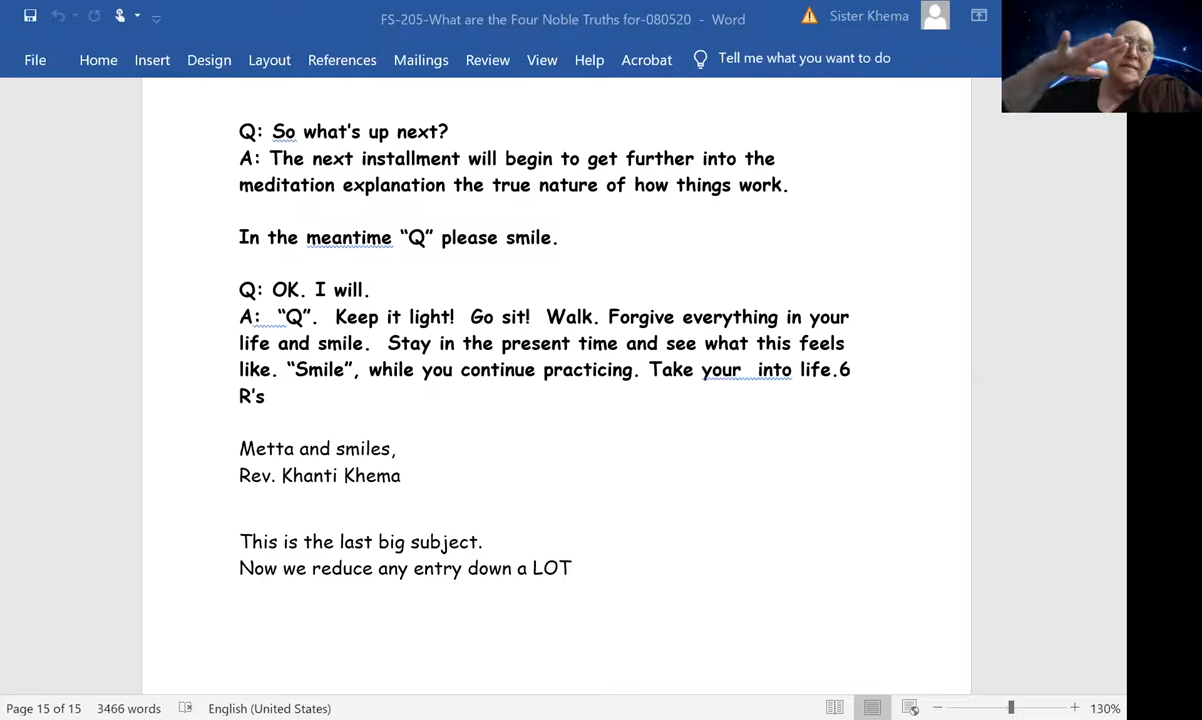 FS-205-What are the Four Noble Truths for-080520 - Word
Sister Khema
File Home Insert Design Layout References Mailings Review View Help Acrobat Tell me what you want to do
Q: So what's up next?
A: The next installment will begin to get further into the
meditation explanation the true nature of how things work.
In the meantime “Q” please smile.
Q: OK. I will.
A: “Q”. Keep it light! Go sit! Walk. Forgive everything in your
life and smile. Stay in the present time and see what this feels
like. “Smile”, while you continue practicing. Take your into life.6
R's
Metta and smiles,
Rev. Khanti Khema
This is the last big subject.
Now we reduce any entry down a LOT
Page 15 of 15 3466 words English (United States) 130%